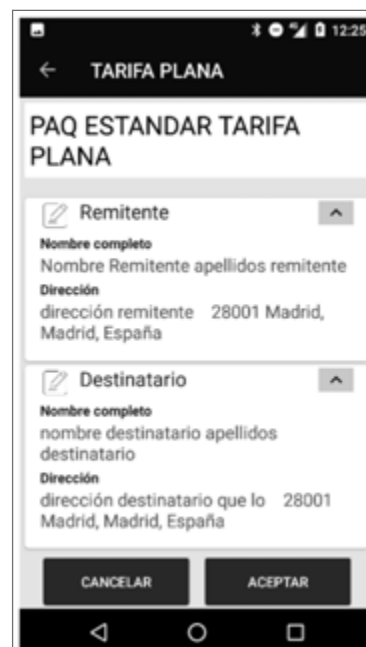 12:25
TARIFA PLANA
PAQ ESTANDAR TARIFA
PLANA
Remitente
Nombre completo
Nombre Remitente apellidos remitente
Dirección
dirección remitente 28001 Madrid,
Madrid, España
Destinatario
Nombre completo
nombre destinatario apellidos
destinatario
Dirección
dirección destinatario que lo 28001
Madrid, Madrid, España
CANCELAR ACEPTAR